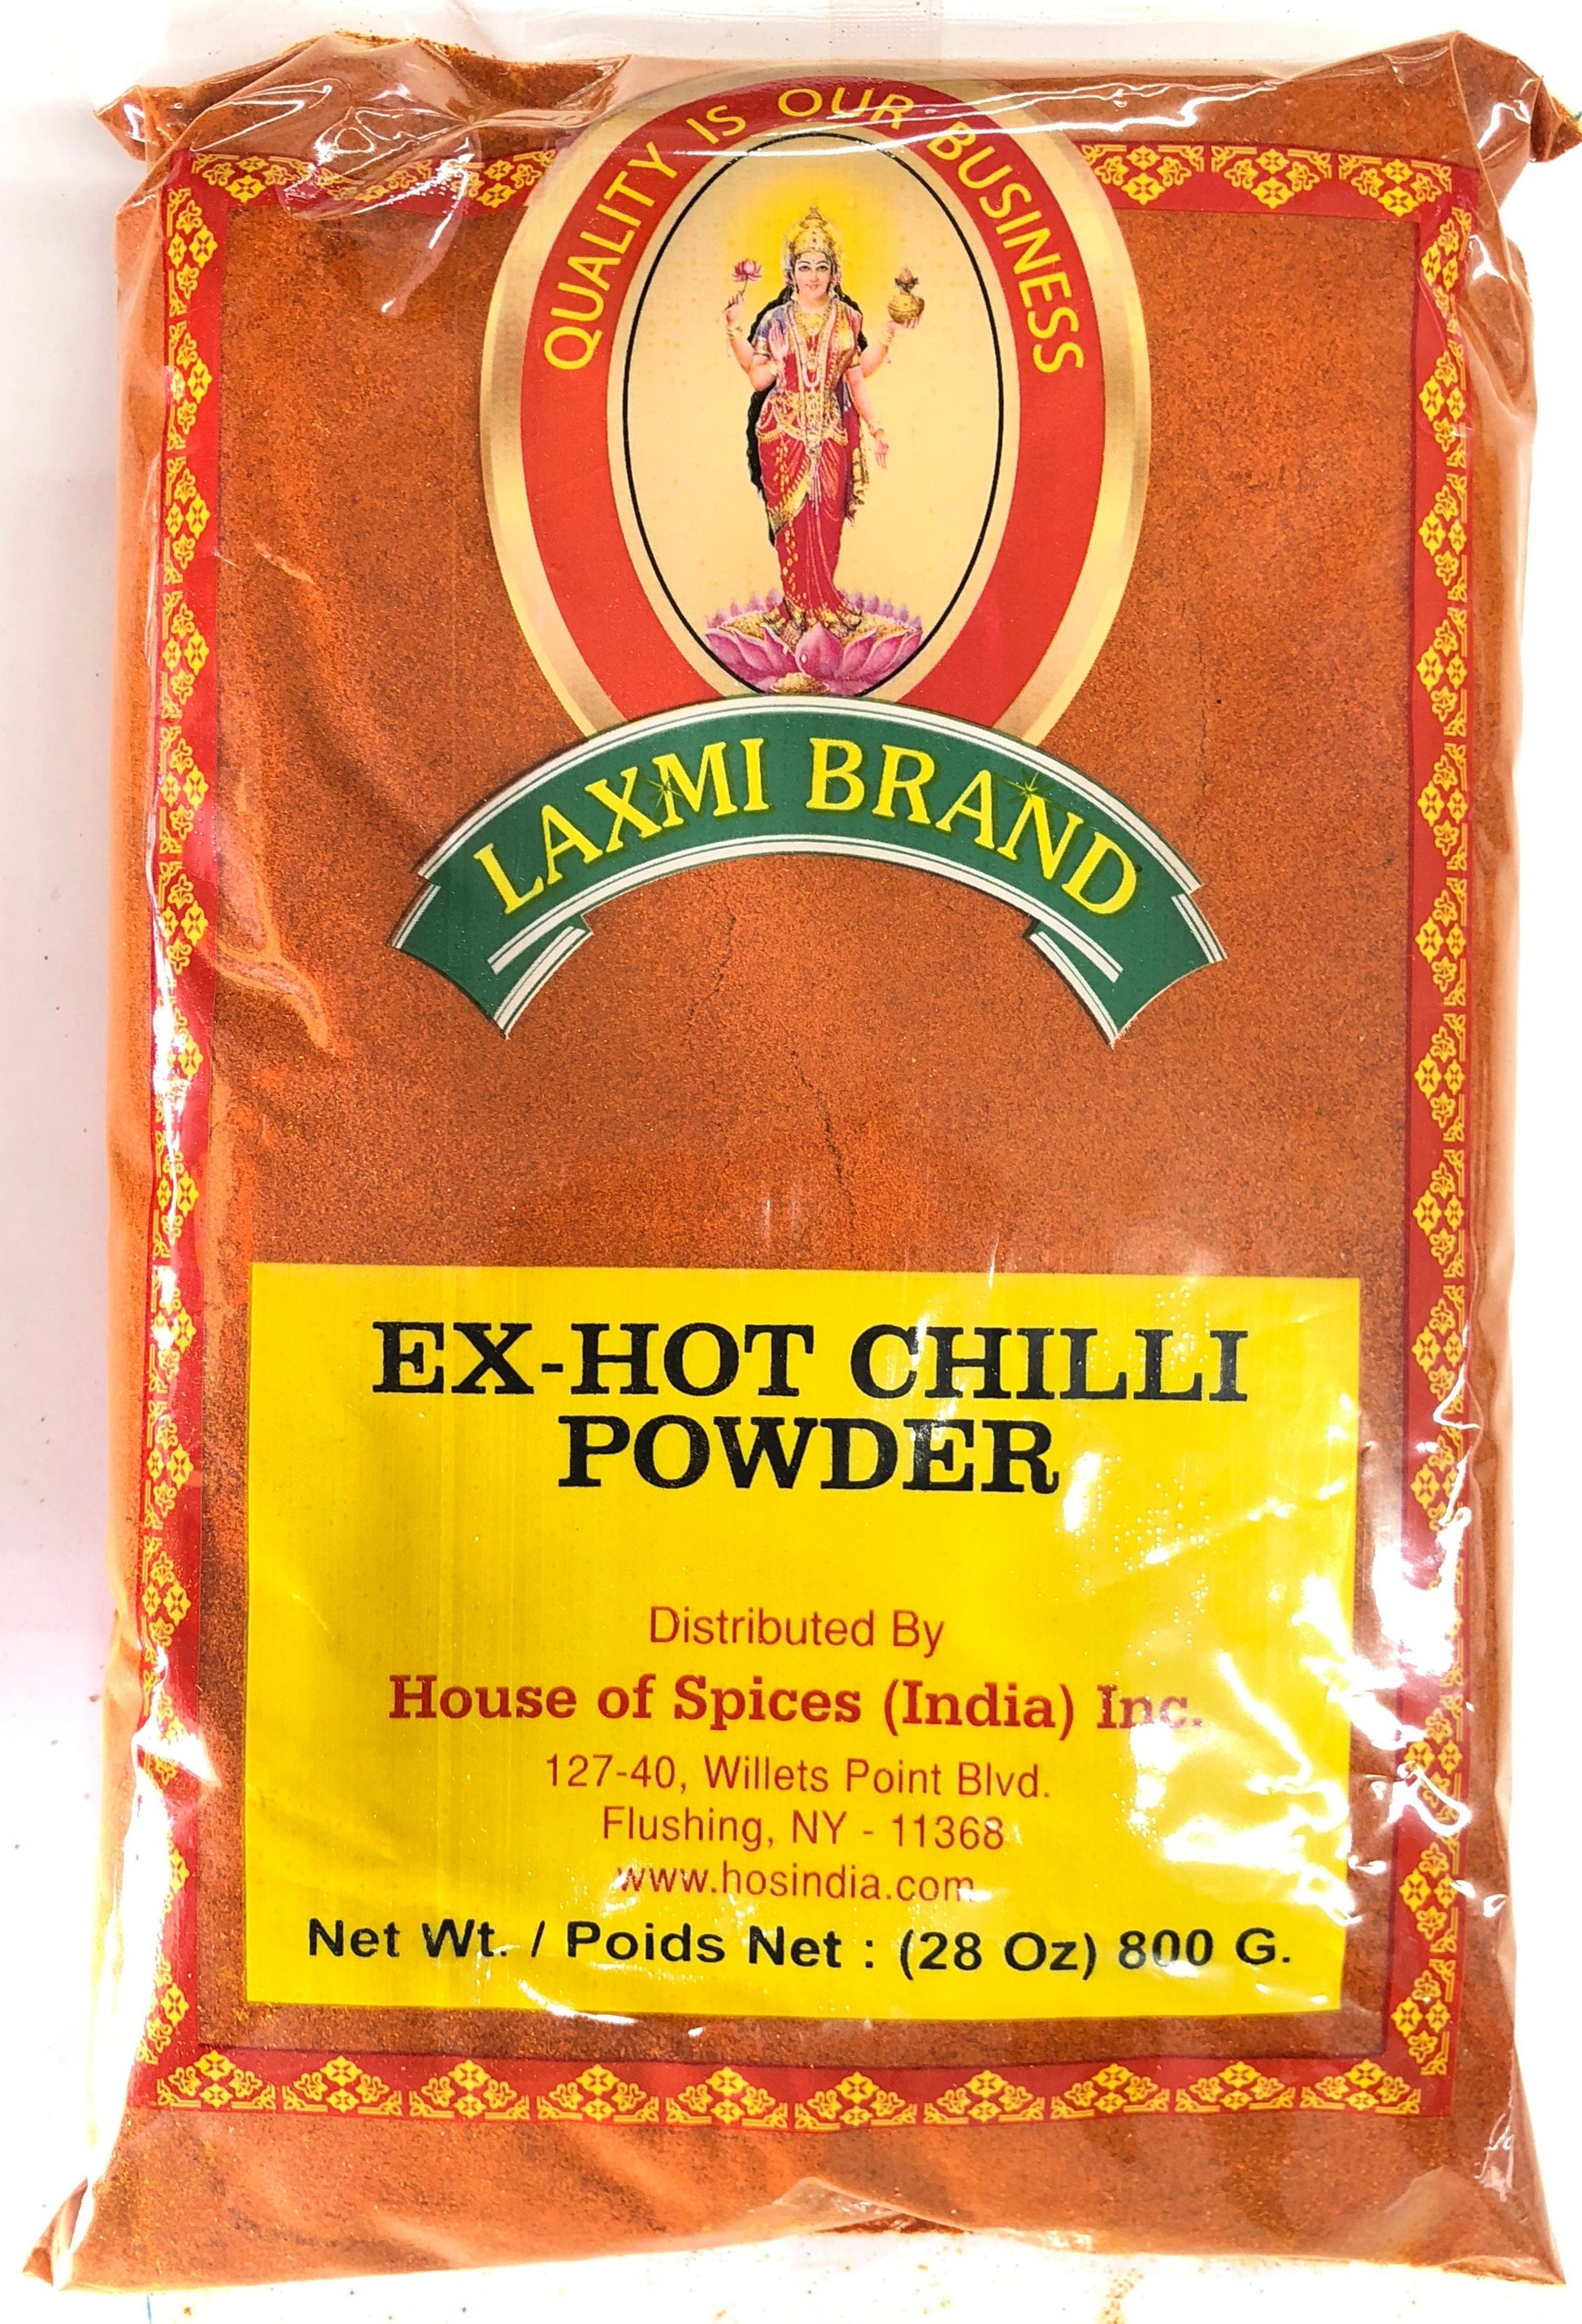 QUALITY IS OUR BUSINESS
LAXMI BRAND
EX-HOT CHILLI
POWDER
Distributed By
House of Spices (India) Inc.
127-40, Willets Point Blvd.
Flushing, NY - 11368
www.hosindia.com
Net Wt. / Poids Net : (28 Oz) 800 G.